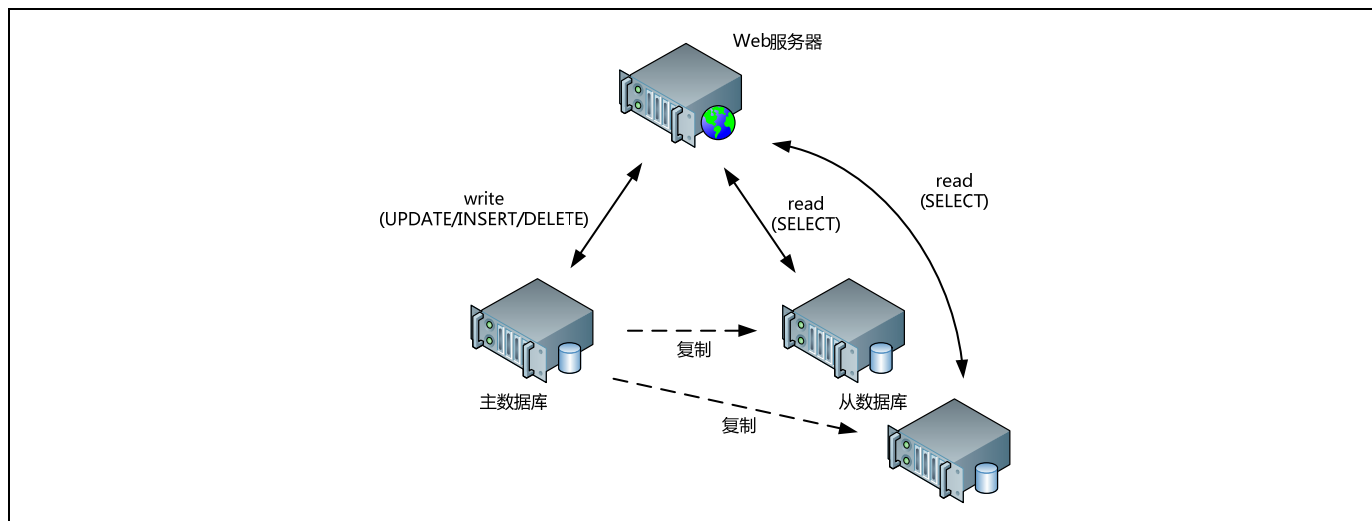 Web服务器
write
(UPDATE/INSERT/DELETE)
read
(SELECT)
read
(SELECT)
复制
主数据库
从数据库
复制